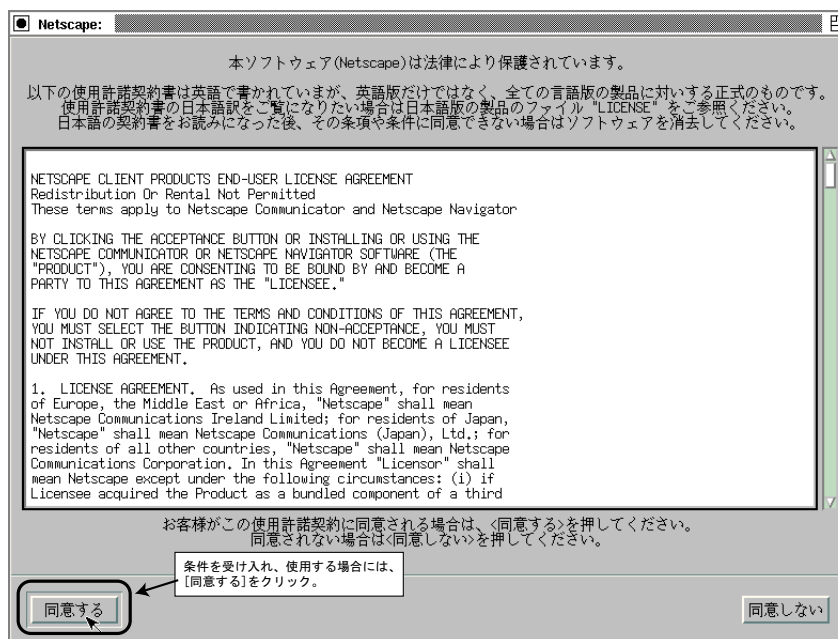 Netscape:
本ソフトウェア(Netscape)は法律により保護されています。
以下の使用許諾契約書は英語で書かれていまが、英語版だけではなく、全ての言語版の製品に対いする正式のものです。
使用許諾契約書の日本語訳をご覧になりたい場合は日本語版の製品のファイル "LICENSE" をご参照ください。
日本語の契約書をお読みになった後、その条項や条件に同意できない場合はソフトウェアを消去してください。
NETSCAPE CLIENT PRODUCTS END-USER LICENSE AGREEMENT
Redistribution Or Rental Not Permitted
These terms apply to Netscape Communicator and Netscape Navigator
BY CLICKING THE ACCEPTANCE BUTTON OR INSTALLING OR USING THE
NETSCAPE COMMUNICATOR OR NETSCAPE NAVIGATOR SOFTWARE (THE
"PRODUCT"), YOU ARE CONSENTING TO BE BOUND BY AND BECOME A
PARTY TO THIS AGREEMENT AS THE "LICENSEE."
IF YOU DO NOT AGREE TO THE TERMS AND CONDITIONS OF THIS AGREEMENT,
YOU MUST SELECT THE BUTTON INDICATING NON-ACCEPTANCE, YOU MUST
NOT INSTALL OR USE THE PRODUCT, AND YOU DO NOT BECOME A LICENSEE
UNDER THIS AGREEMENT.
1. LICENSE AGREEMENT. As used in this Agreement, for residents
of Europe, the Middle East or Africa, "Netscape" shall mean
Netscape Communications Ireland Limited; for residents of Japan,
"Netscape" shall mean Netscape Communications (Japan), Ltd.; for
residents of all other countries, "Netscape" shall mean Netscape
Communications Corporation. In this Agreement "Licensor" shall
mean Netscape except under the following circumstances: (i) if
Licensee acquired the Product as a bundled component of a third
お客様がこの使用許諾契約に同意される場合は、<同意する>を押してください。
同意されない場合は<同意しない>を押してください。
条件を受け入れ、使用する場合には、
[同意する]をクリック。
同意する
同意しない